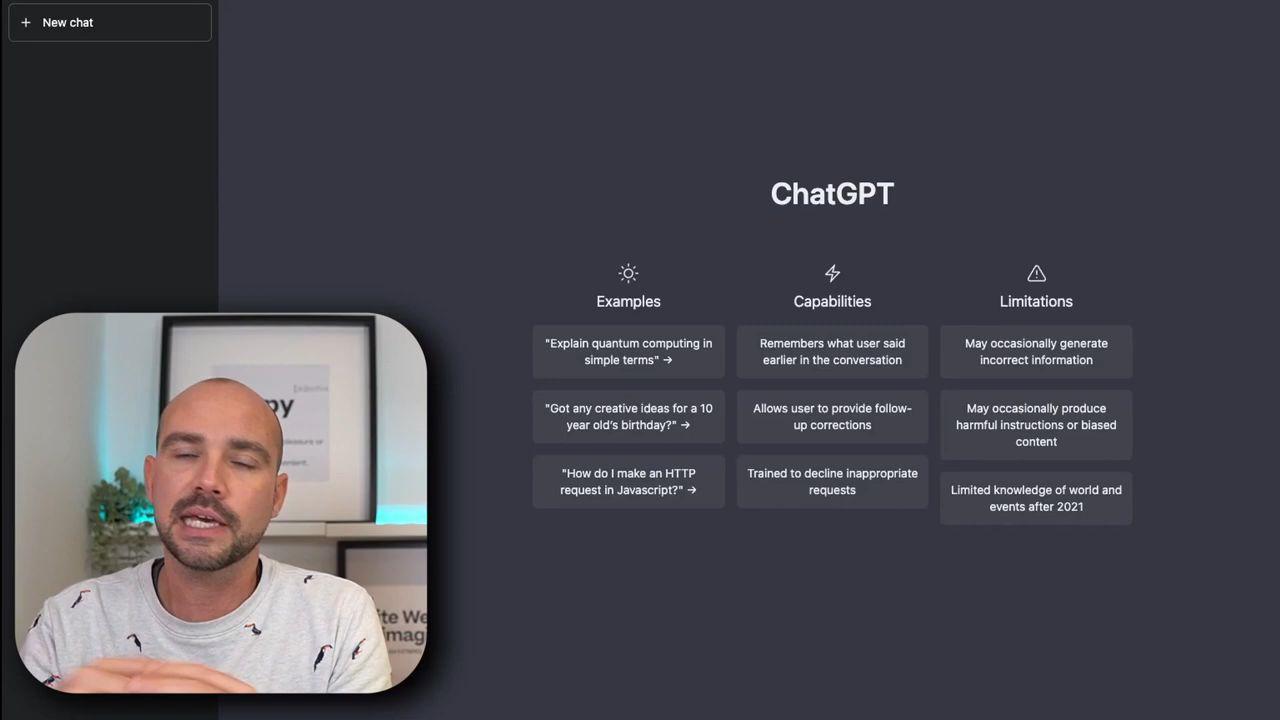 + New chat
ChatGPT
Examples
"Explain quantum computing in
simple terms" →
"Got any creative ideas for a 10
year old's birthday?" →
"How do I make an HTTP
request in Javascript?" →
Capabilities
Remembers what user said
earlier in the conversation
Allows user to provide follow-
up corrections
Trained to decline inappropriate
requests
Limitations
May occasionally generate
incorrect information
May occasionally produce
harmful instructions or biased
content
Limited knowledge of world and
events after 2021